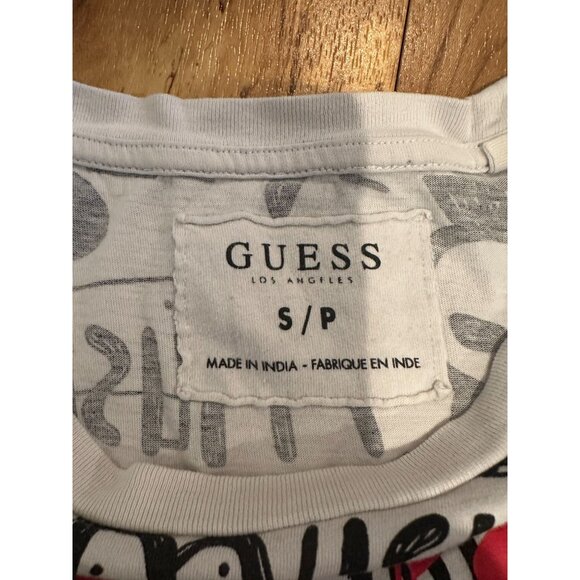 GUESS
LOS ANGELES
S / P
MADE IN INDIA - FABRIQUE EN INDE